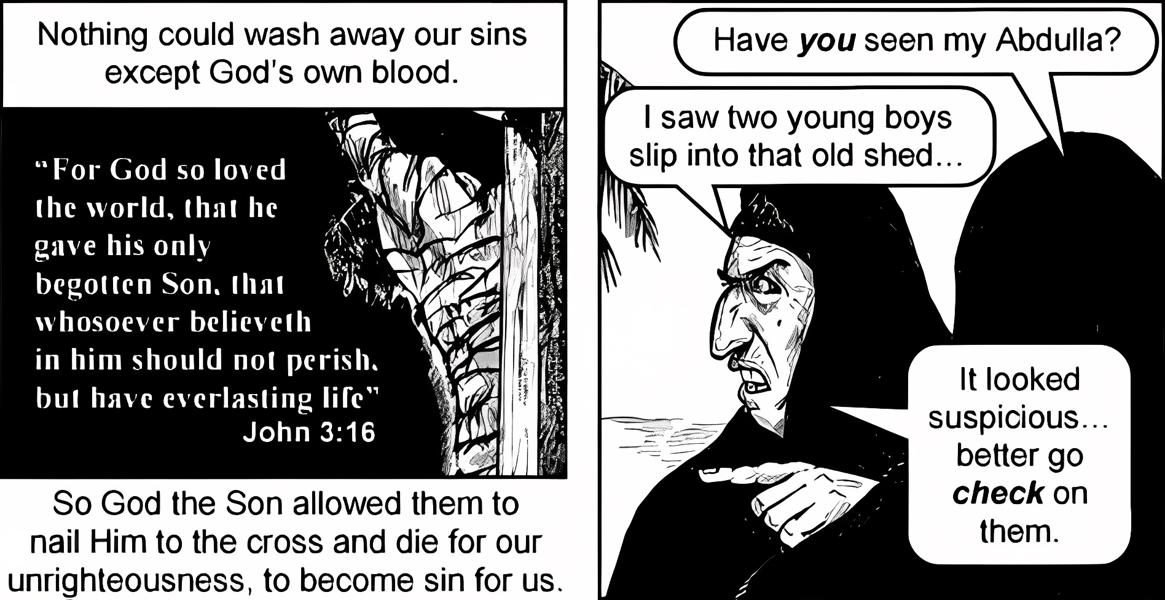 Nothing could wash away our sins
except God's own blood.
"For God so loved
the world, that he
gave his only
begotten Son, that
whosoever believeth
in him should not perish,
but have everlasting life"
John 3:16
So God the Son allowed them to
nail Him to the cross and die for our
unrighteousness, to become sin for us.
Have you seen my Abdulla?
I saw two young boys
slip into that old shed...
It looked
suspicious...
better go
check on
them.